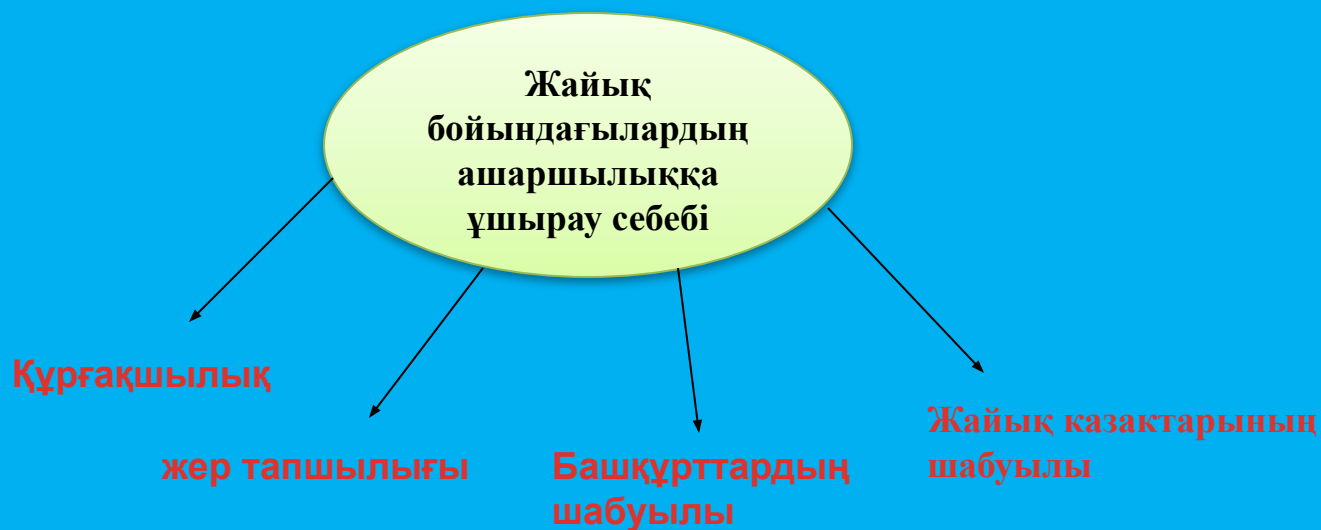 Жайық
бойындағылардың
ашаршылыққа
ұшырау себебі
Құрғақшылық
жер тапшылығы
Башқұрттардың
шабуылы
Жайық казактарының
шабуылы